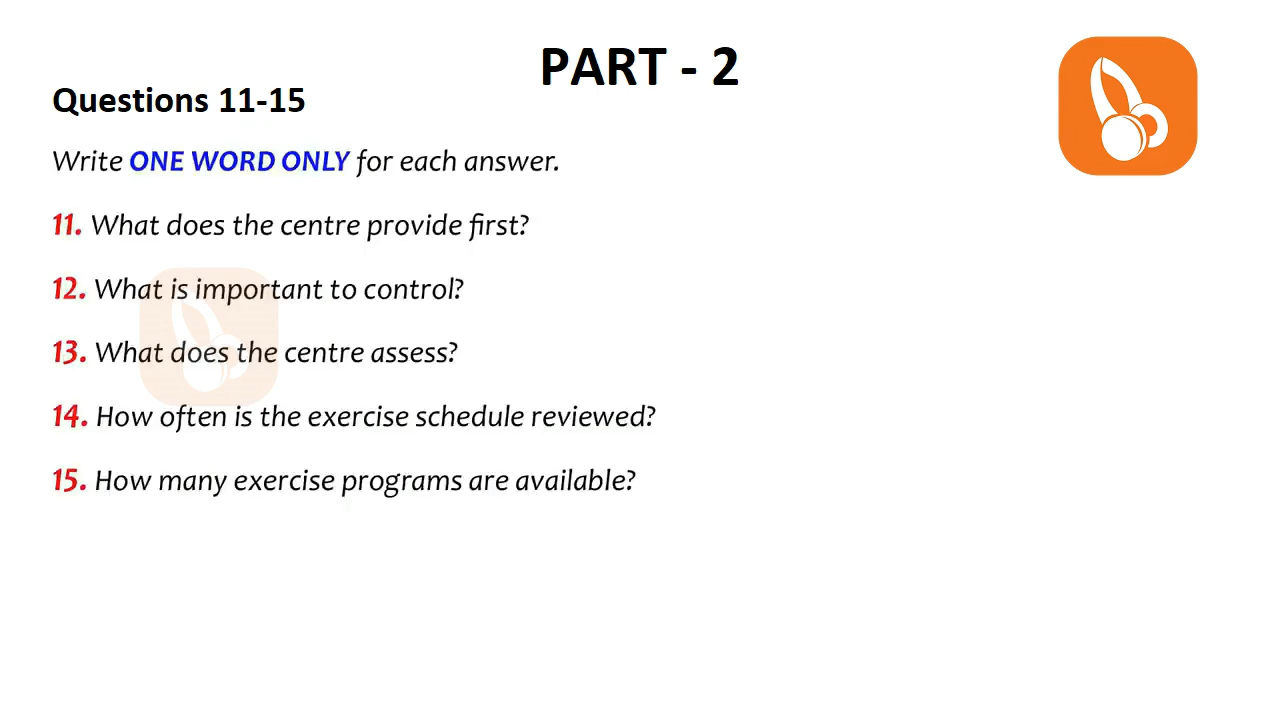 PART - 2
Questions 11-15
Write ONE WORD ONLY for each answer.
11. What does the centre provide first?
12. What is important to control?
13. What does the centre assess?
14. How often is the exercise schedule reviewed?
15. How many exercise programs are available?